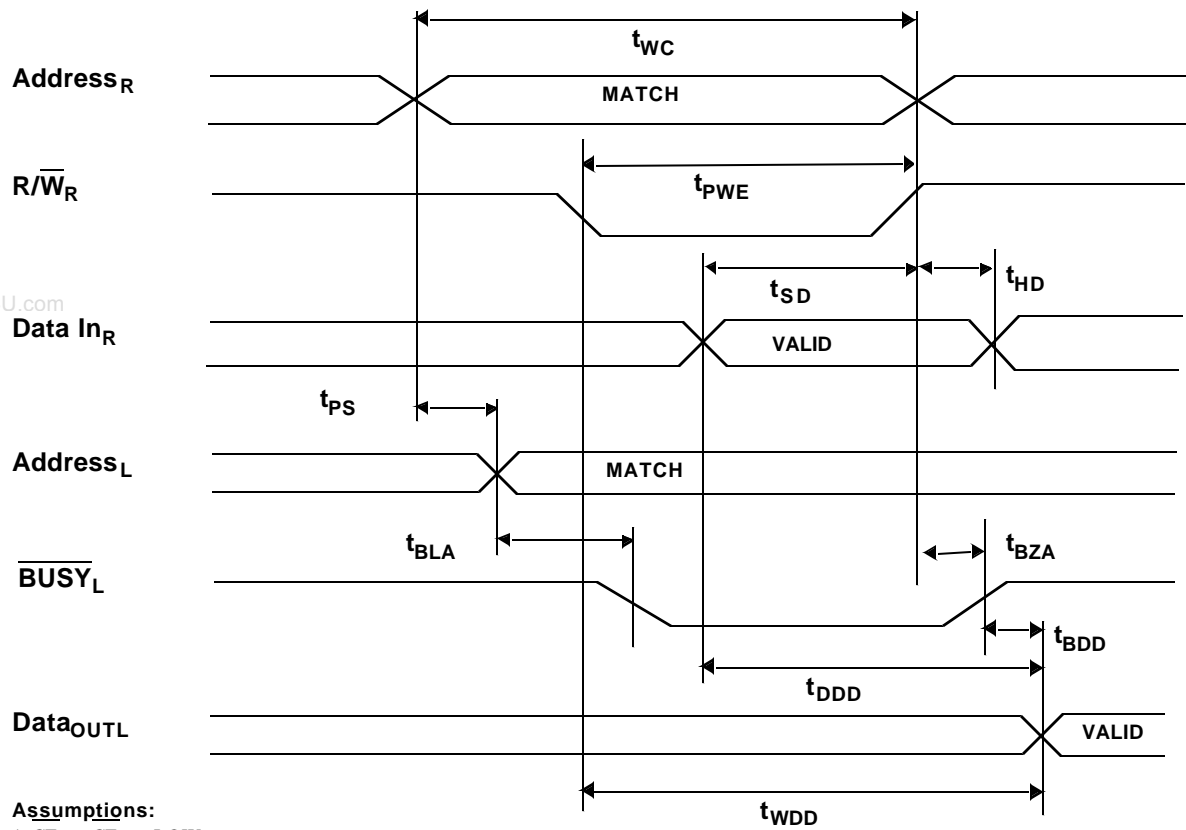 tWC
AddressR
MATCH
R/W̅R
tPWE
tSD
tHD
U.com
Data InR
VALID
tPS
AddressL
MATCH
tBLA
tBZA
B̅U̅S̅Y̅L
tBDD
tDDD
DataOUTL
VALID
Assumptions:
tWDD